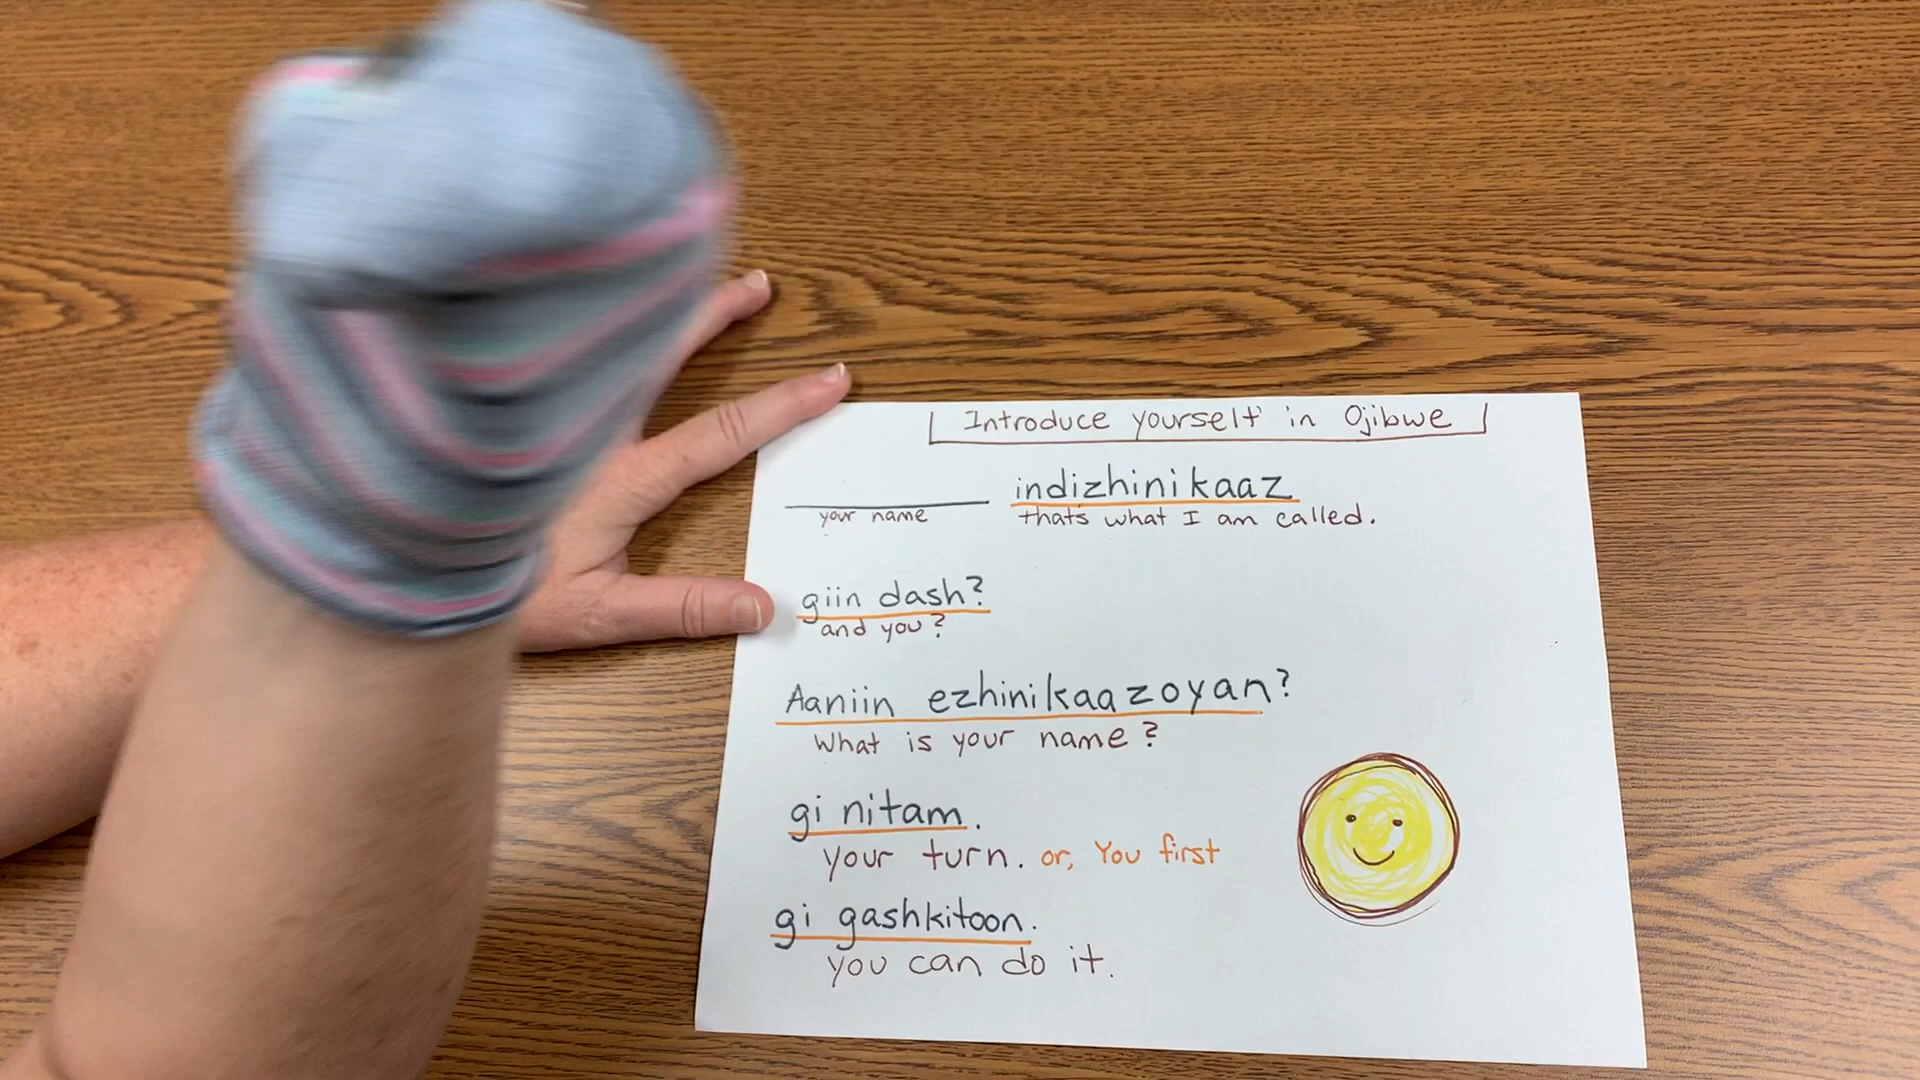 Introduce yourself in Ojibwe
indizhinikaaz
your name thats what I am called.
giin dash?
and you?
Aaniin ezhinikaazoyan?
What is your name?
gi nitam.
your turn. or, You first
gi gashkitoon.
you can do it.